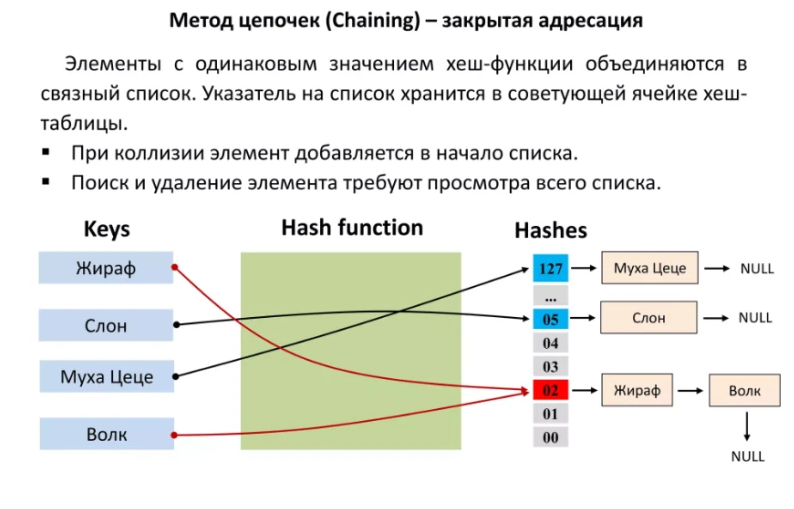 Метод цепочек (Chaining) – закрытая адресация
Элементы с одинаковым значением хеш-функции объединяются в
связный список. Указатель на список хранится в советующей ячейке хеш-
таблицы.
▪ При коллизии элемент добавляется в начало списка.
▪ Поиск и удаление элемента требуют просмотра всего списка.
Keys
Hash function
Hashes
Жираф
Слон
Муха Цеце
Волк
127
...
05
04
03
02
01
00
Муха Цеце
NULL
Слон
NULL
Жираф
Волк
NULL